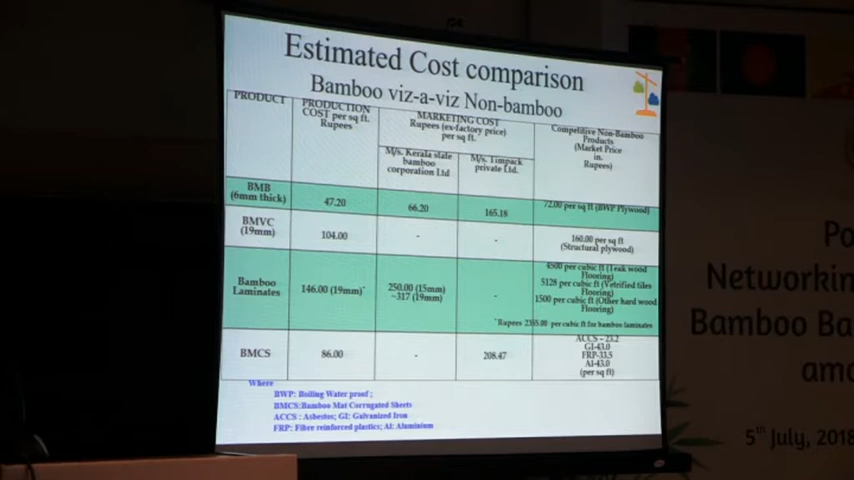 Estimated Cost comparison
Bamboo viz-a-viz Non-bamboo
PRODUCT
PRODUCTION
COST per sq ft.
Rupees
MARKETING COST
Rupees (ex-factory price)
per sq ft.
M/s. Kerala state
bamboo
corporation Ltd
M/s. Timpack
private Ltd.
Competitive Non-Bamboo
Products
(Market Price
in.
Rupees)
BMB
(6mm thick)
47.20
66.20
165.18
72.00 per sq ft (BWP Plywood)
BMVC
(19mm)
104.00
-
-
160.00 per sq ft
(Structural plywood)
Bamboo
Laminates
146.00 (19mm)*
250.00 (15mm)
~317 (19mm)
-
4500 per cubic ft (Teak wood
Flooring)
5128 per cubic ft (Vetrified tiles
Flooring)
1500 per cubic ft (Other hard wood
Flooring)
*Rupees 2355.00 per cubic ft for bamboo laminates
BMCS
86.00
-
208.47
ACCS - 23.2
GI-43.0
FRP-33.5
AI-43.0
(per sq ft)
Where
BWP: Boiling Water proof ;
BMCS:Bamboo Mat Corrugated Sheets
ACCS : Asbestos; GI: Galvanized Iron
FRP: Fibre reinforced plastics; AI: Aluminium
Po
Networking
Bamboo Ba
amo
5th July, 2018